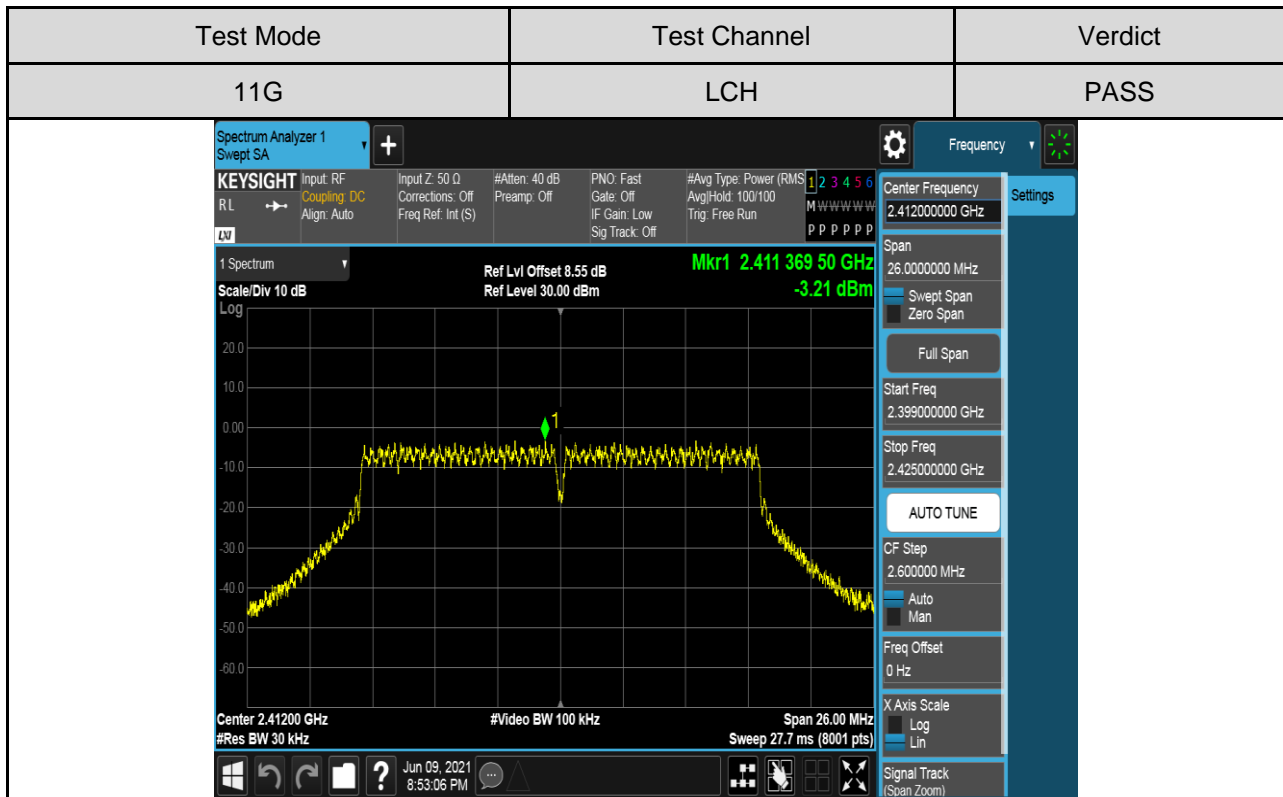 Test Mode Test Channel Verdict
11G LCH PASS
Spectrum Analyzer 1
Swept SA
Frequency
KEYSIGHT
RL
LXI
Input: RF
Coupling: DC
Align: Auto
Input Z: 50 Ω
Corrections: Off
Freq Ref: Int (S)
#Atten: 40 dB
Preamp: Off
PNO: Fast
Gate: Off
IF Gain: Low
Sig Track: Off
#Avg Type: Power (RMS
Avg|Hold: 100/100
Trig: Free Run
1 2 3 4 5 6
M W W W W W
P P P P P P
1 Spectrum
Scale/Div 10 dB
Log
Ref Lvl Offset 8.55 dB
Ref Level 30.00 dBm
Mkr1 2.411 369 50 GHz
-3.21 dBm
20.0
10.0
0.00
-10.0
-20.0
-30.0
-40.0
-50.0
-60.0
1
Center 2.41200 GHz
#Res BW 30 kHz
#Video BW 100 kHz
Span 26.00 MHz
Sweep 27.7 ms (8001 pts)
Center Frequency
2.412000000 GHz
Settings
Span
26.0000000 MHz
Swept Span
Zero Span
Full Span
Start Freq
2.399000000 GHz
Stop Freq
2.425000000 GHz
AUTO TUNE
CF Step
2.600000 MHz
Auto
Man
Freq Offset
0 Hz
X Axis Scale
Log
Lin
Signal Track
(Span Zoom)
?
Jun 09, 2021
8:53:06 PM